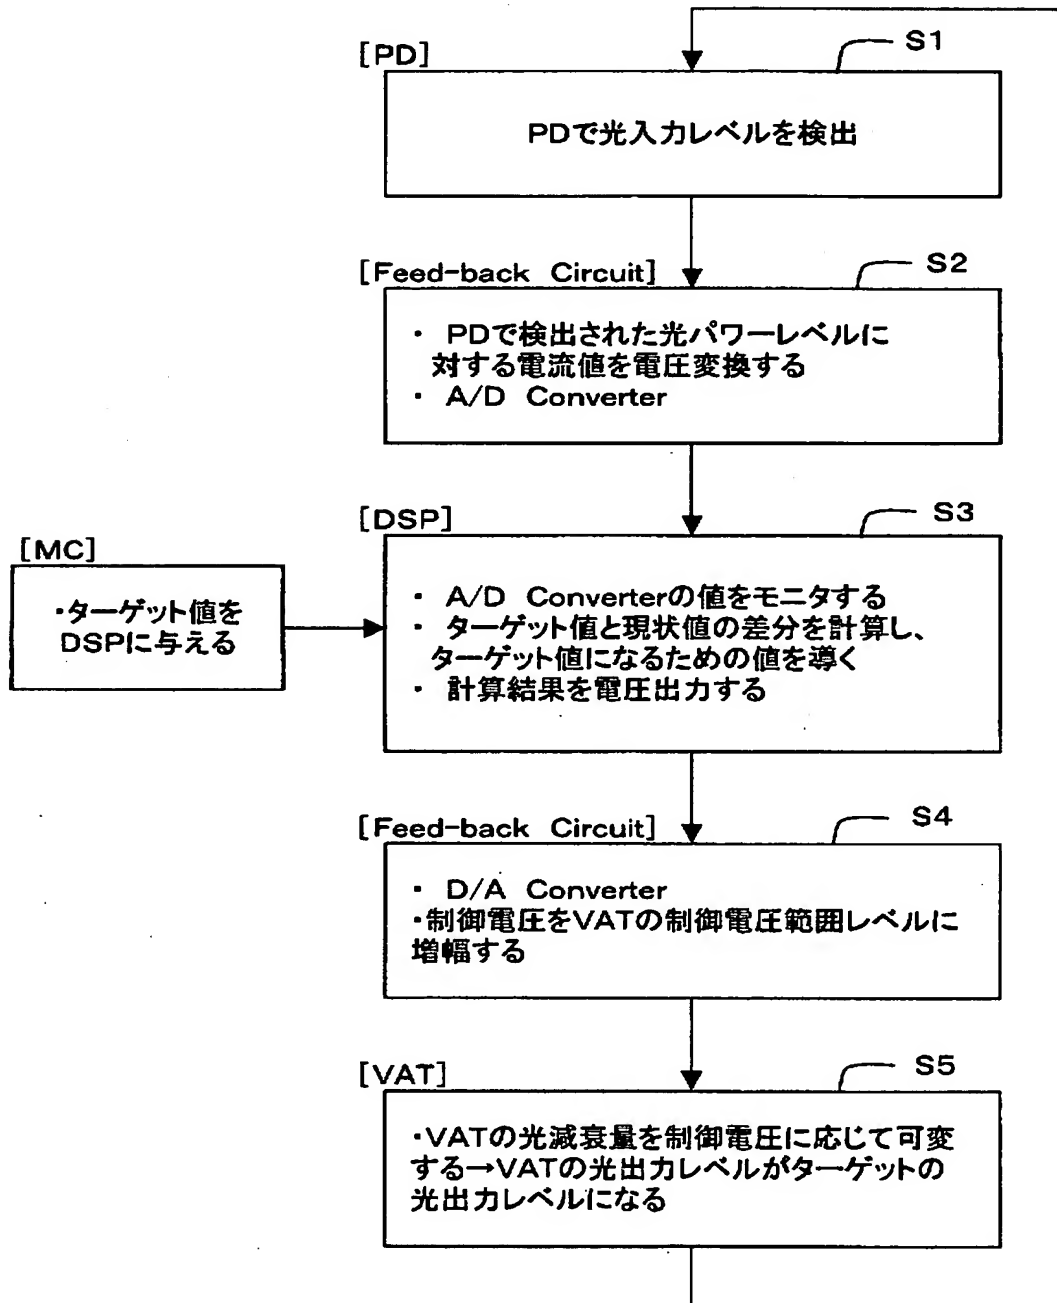 [PD]
S1
PDで光入力レベルを検出
[Feed-back Circuit]
S2
・ PDで検出された光パワーレベルに
対する電流値を電圧変換する
・ A/D Converter
[DSP]
S3
[MC]
・ターゲット値を
DSPに与える
・ A/D Converterの値をモニタする
・ ターゲット値と現状値の差分を計算し、
ターゲット値になるための値を導く
・ 計算結果を電圧出力する
[Feed-back Circuit]
S4
・ D/A Converter
・制御電圧をVATの制御電圧範囲レベルに
増幅する
[VAT]
S5
・VATの光減衰量を制御電圧に応じて可変
する→VATの光出力レベルがターゲットの
光出力レベルになる